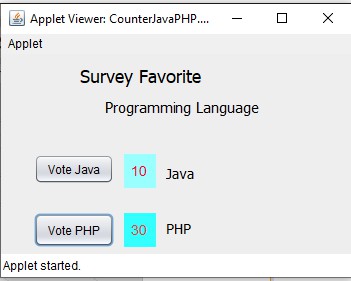 Applet Viewer: CounterJavaPHP....
Applet
Survey Favorite
Programming Language
Vote Java 10 Java
Vote PHP 30 PHP
Applet started.